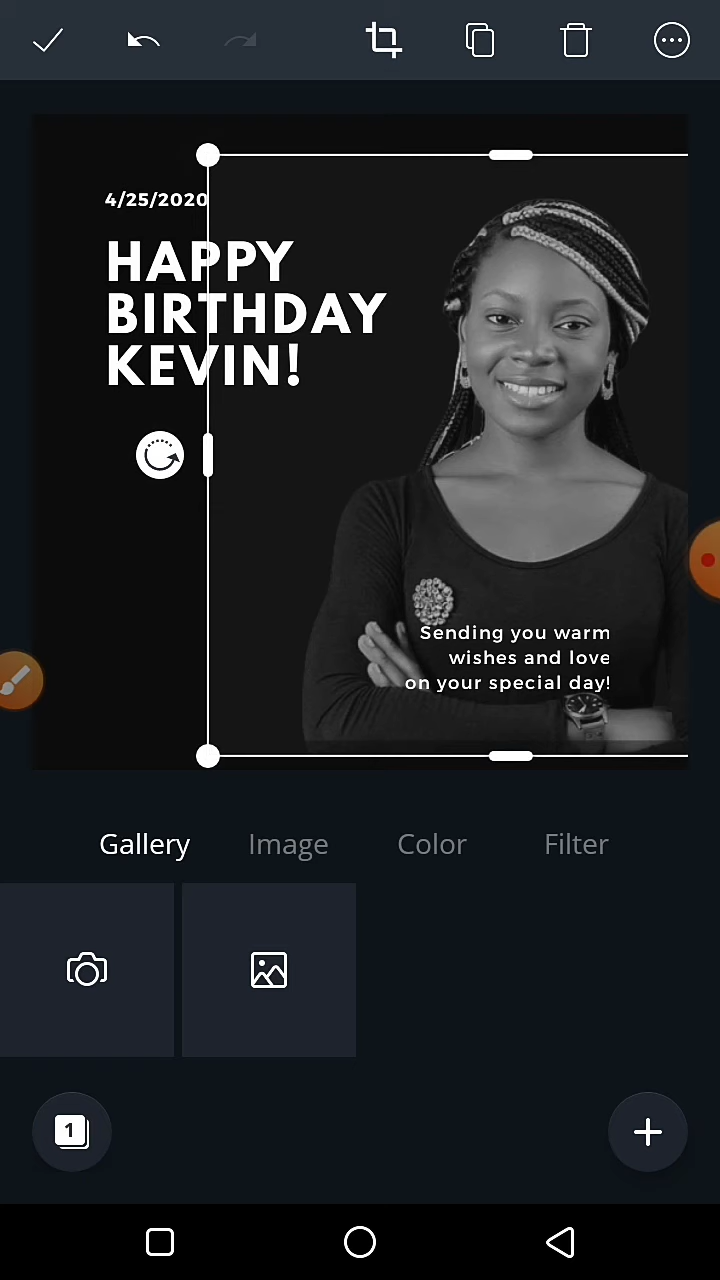 4/25/2020
HAPPY
BIRTHDAY
KEVIN!
Sending you warm
wishes and love
on your special day!
Gallery Image Color Filter
1